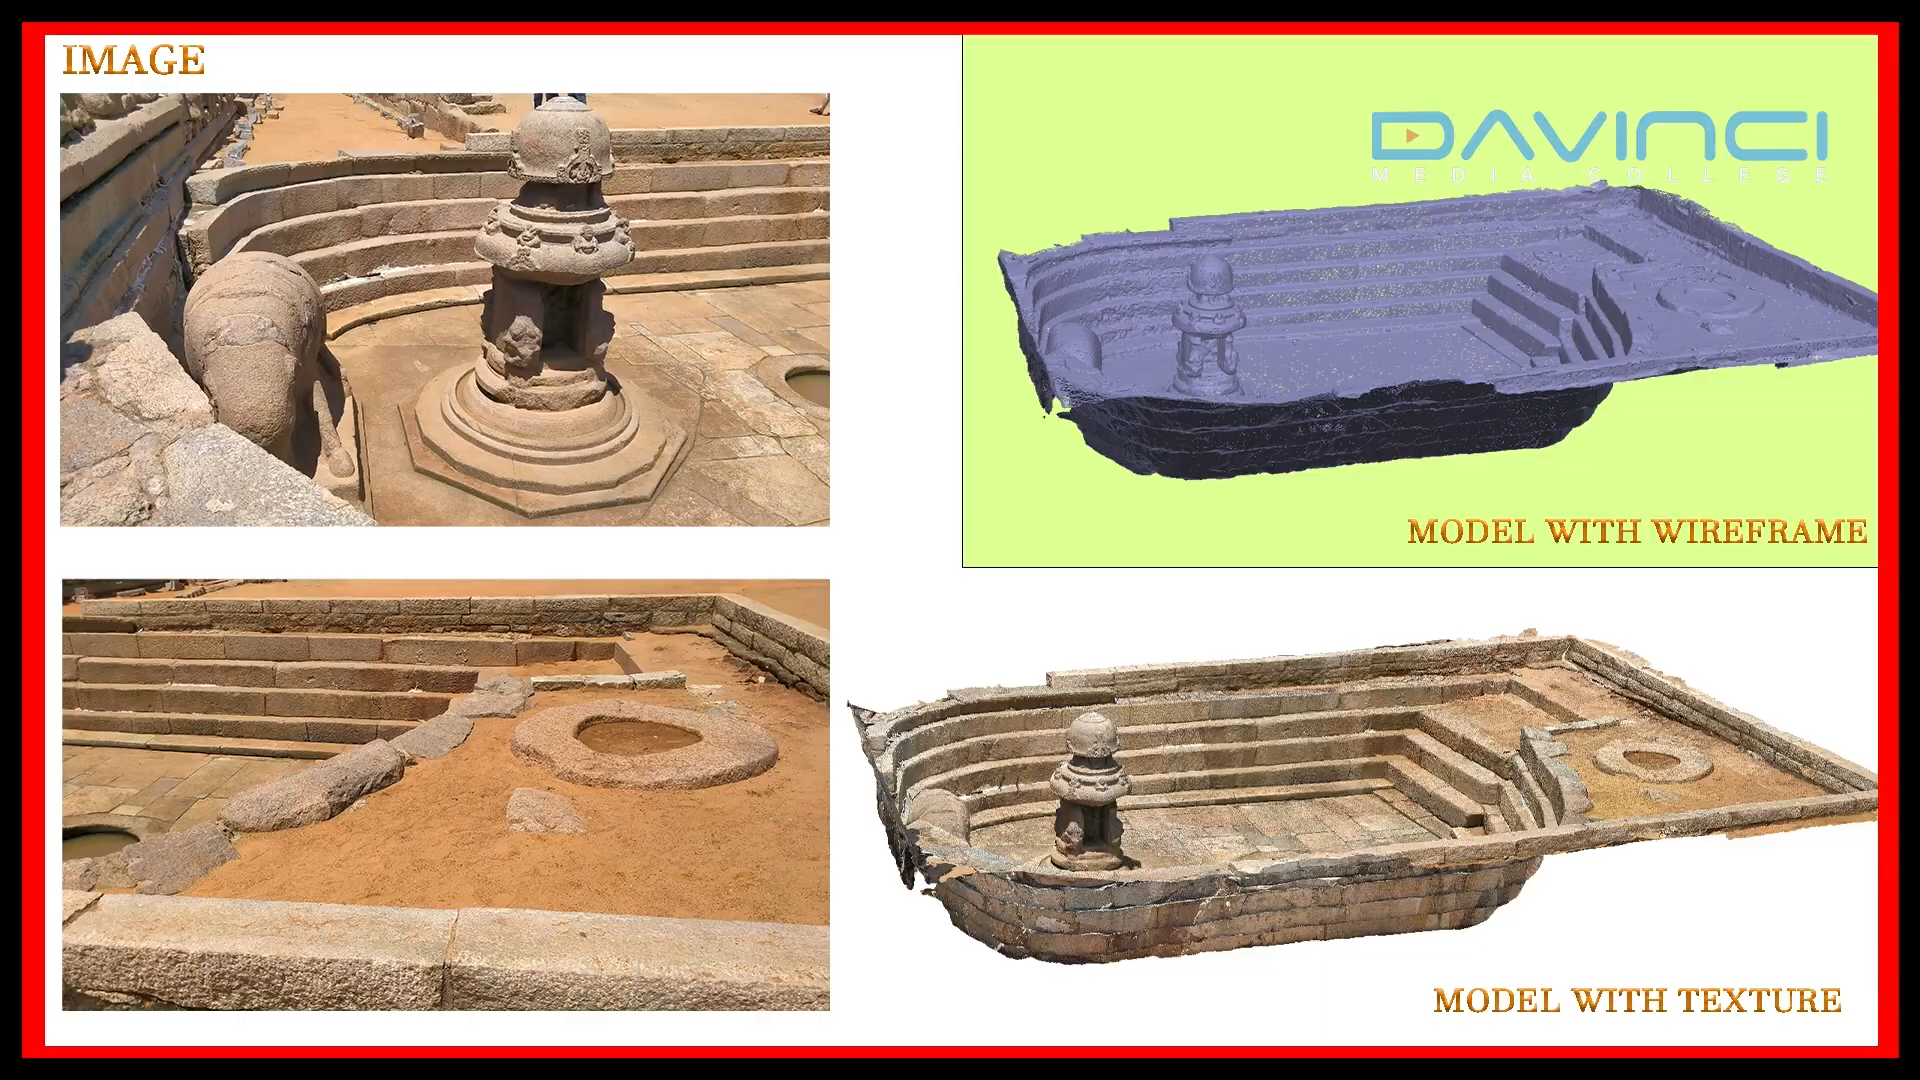 IMAGE
DAVINCI
MEDIA COLLEGE
MODEL WITH WIREFRAME
MODEL WITH TEXTURE